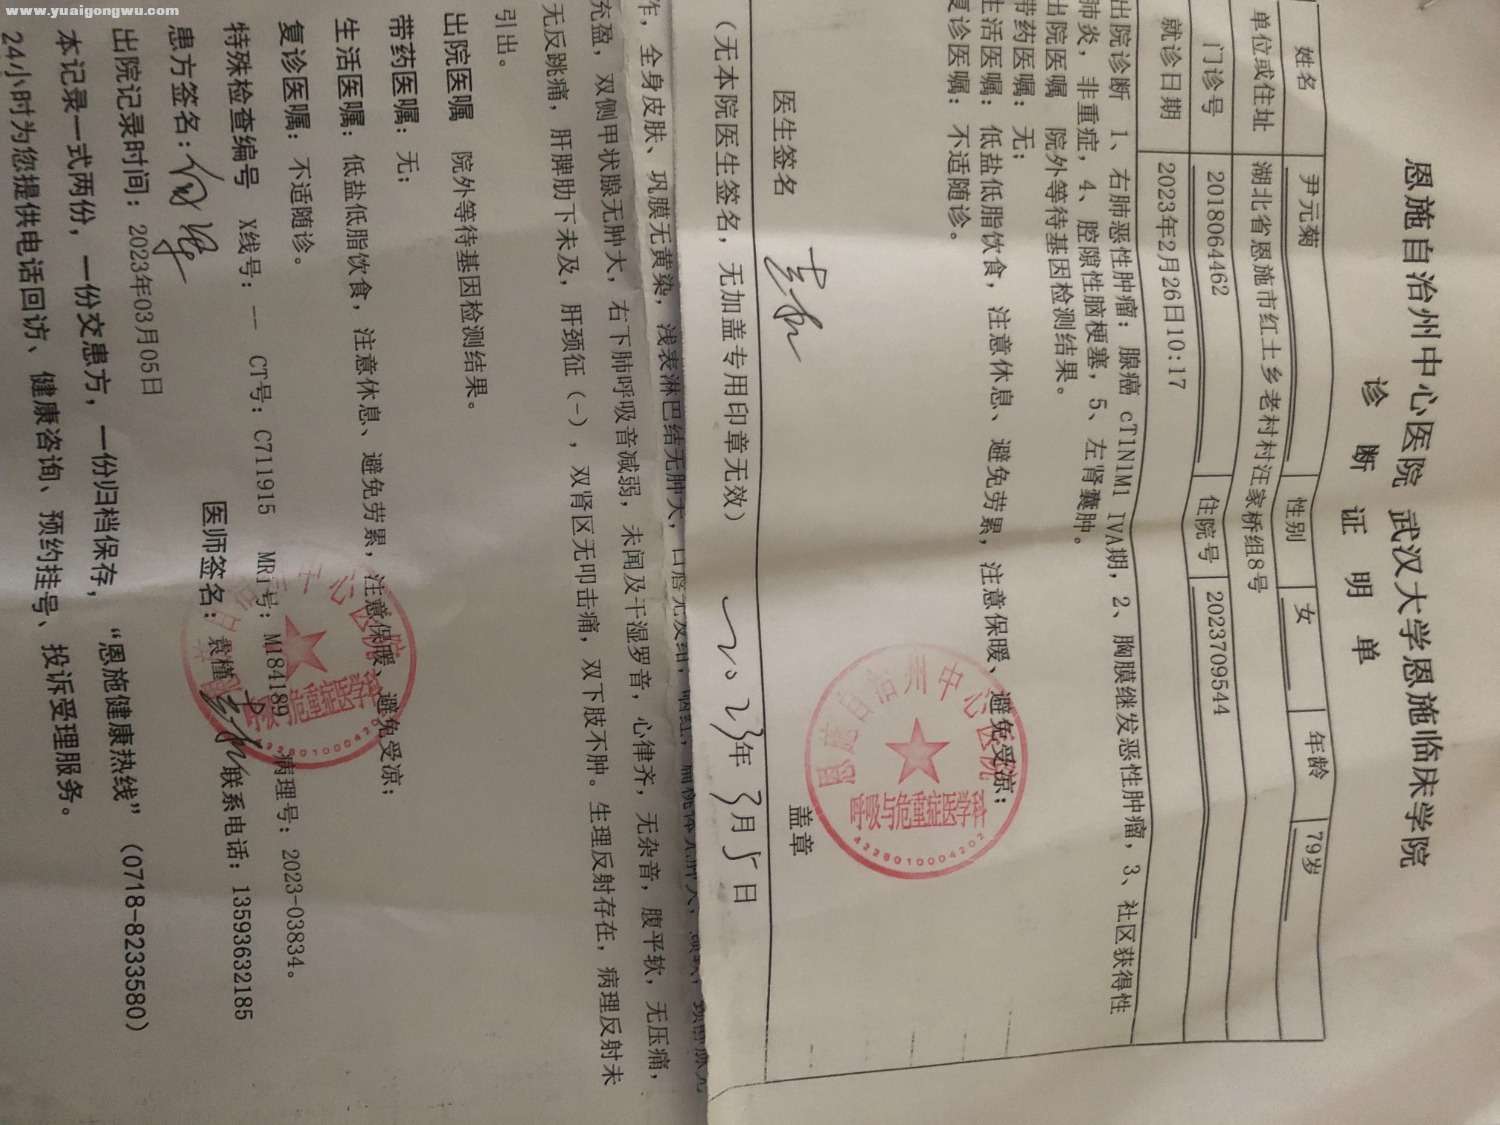 www.yuaigongwu.com
恩施自治州中心医院 武汉大学恩施临床学院
诊 断 证 明 单
姓名 尹元菊 性别 女 年龄 79岁
单位或住址 湖北省恩施市红土乡老村村汪家桥组8号
门诊号 2018064462 住院号 2023709544
就诊日期 2023年2月26日10:17
出院诊断 1、右肺恶性肿瘤：腺癌 cT1N1M1 IVA期，2、胸膜继发恶性肿瘤，3、社区获得性
肺炎，非重症，4、腔隙性脑梗塞，5、左肾囊肿。
出院医嘱 院外等待基因检测结果。
带药医嘱：无；
生活医嘱：低盐低脂饮食，注意休息、避免劳累，注意保暖、避免受凉；
复诊医嘱：不适随诊。
恩施自治州中心医院
呼吸与危重症医学科
4228010004202
医生签名
盖章
2023年3月5日
（无本院医生签名，无加盖专用印章无效）
作，全身皮肤、巩膜无黄染，浅表淋巴结无肿大，
充盈，双侧甲状腺无肿大，右下肺呼吸音减弱，未闻及干湿罗音，心律齐，无杂音，腹平软，无压痛，
无反跳痛，肝脾肋下未及，肝颈征（-），双肾区无叩击痛，双下肢不肿。生理反射存在，病理反射未
引出。
出院医嘱 院外等待基因检测结果。
带药医嘱：无；
生活医嘱：低盐低脂饮食，注意休息、避免劳累，注意保暖、避免受凉；
复诊医嘱：不适随诊。
特殊检查编号 X线号：-- CT号：C711915 MRI号：M184189 病理号：2023-03834。
患方签名： 医师签名：袁植 联系电话：13593632185
出院记录时间：2023年03月05日
本记录一式两份，一份交患方，一份归档保存，“恩施健康热线”（0718-8233580）
24小时为您提供电话回访、健康咨询、预约挂号、投诉受理服务。